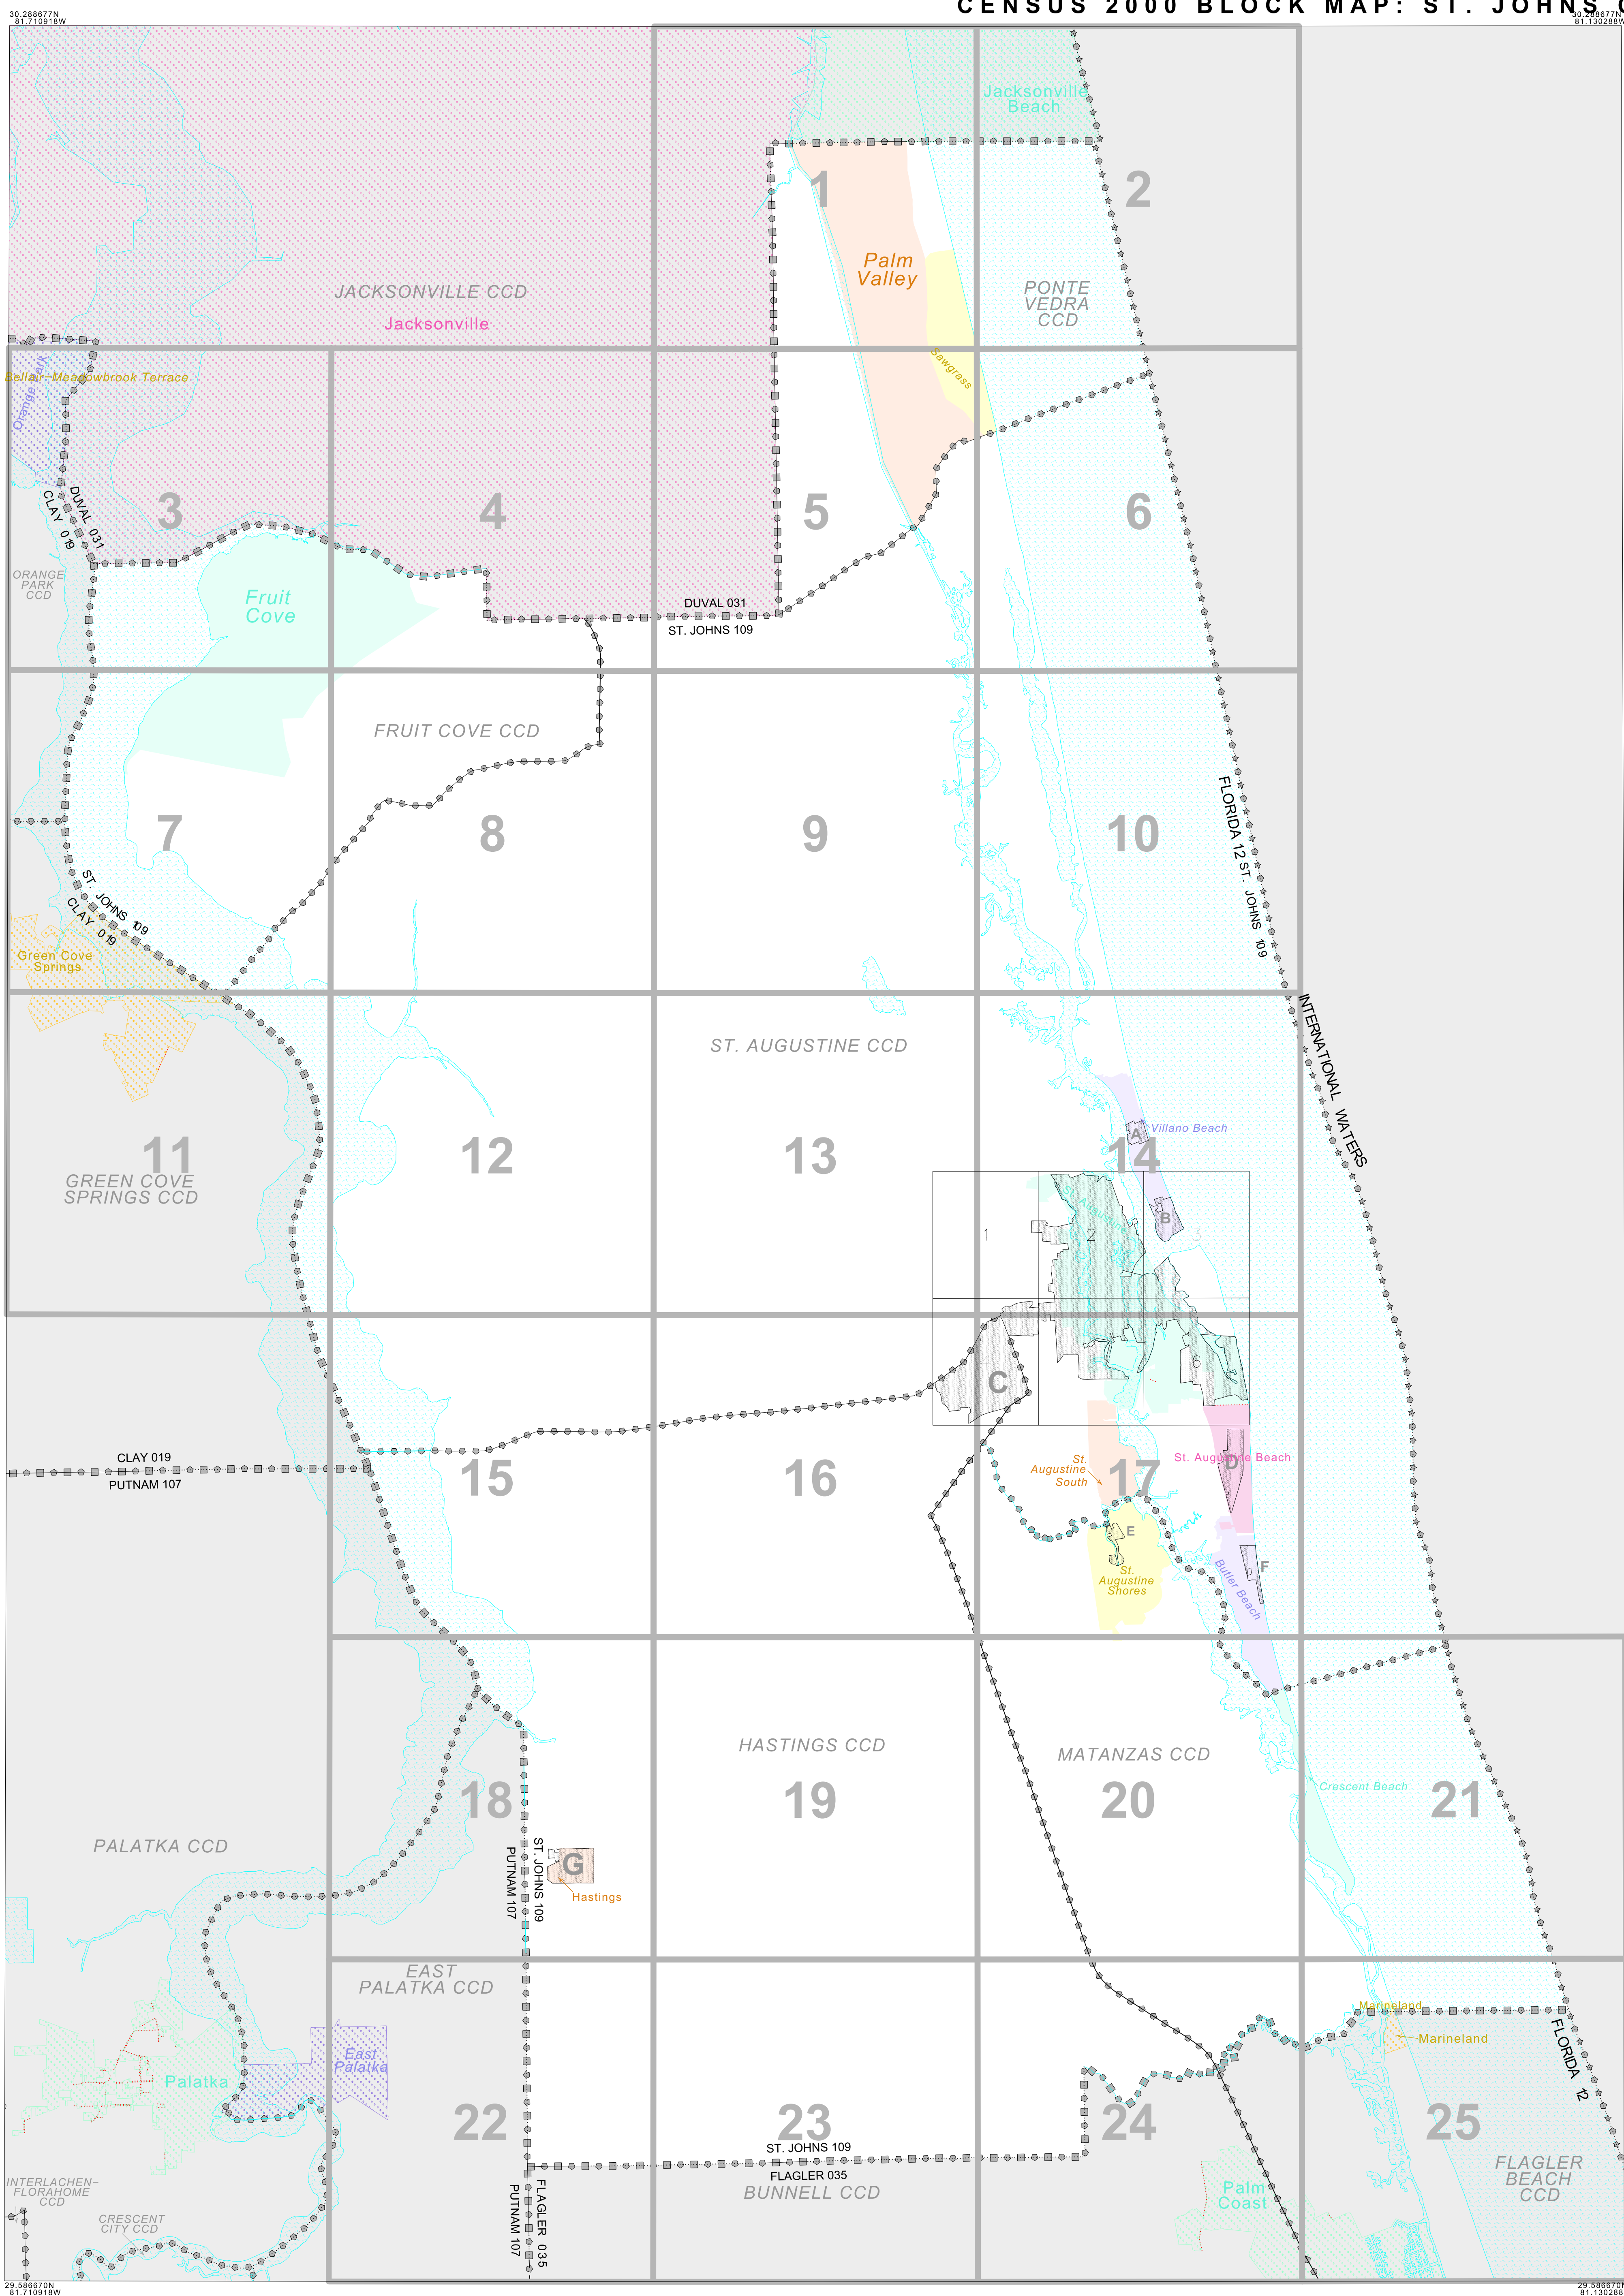 CENSUS 2000 BLOCK MAP: ST. JOHNS
30.288677N
81.710918W
30.288677N
81.130288W
Jacksonville
Beach
1
2
Palm
Valley
JACKSONVILLE CCD
Jacksonville
PONTE
VEDRA
CCD
Bellair-Meadowbrook Terrace
Orange Park
Sawgrass
3
4
5
6
CLAY 019
DUVAL 031
ORANGE
PARK
CCD
Fruit
Cove
DUVAL 031
ST. JOHNS 109
FRUIT COVE CCD
7
8
9
10
FLORIDA 12
ST. JOHNS 109
ST. JOHNS 109
CLAY 019
Green Cove
Springs
INTERNATIONAL WATERS
ST. AUGUSTINE CCD
A
Villano Beach
11
12
13
14
GREEN COVE
SPRINGS CCD
St. Augustine
B
1
2
3
4
5
6
C
CLAY 019
PUTNAM 107
15
16
17
St.
Augustine
South
St. Augustine Beach
D
E
St.
Augustine
Shores
F
Butler Beach
HASTINGS CCD
MATANZAS CCD
Crescent Beach
18
19
20
21
PALATKA CCD
ST. JOHNS 109
PUTNAM 107
G
Hastings
EAST
PALATKA CCD
Marineland
Marineland
FLORIDA 12
East
Palatka
Palatka
22
23
24
25
ST. JOHNS 109
FLAGLER 035
BUNNELL CCD
FLAGLER 035
PUTNAM 107
Palm
Coast
FLAGLER
BEACH
CCD
INTERLACHEN-
FLORAHOME
CCD
CRESCENT
CITY CCD
29.586670N
81.710918W
29.586670N
81.130288